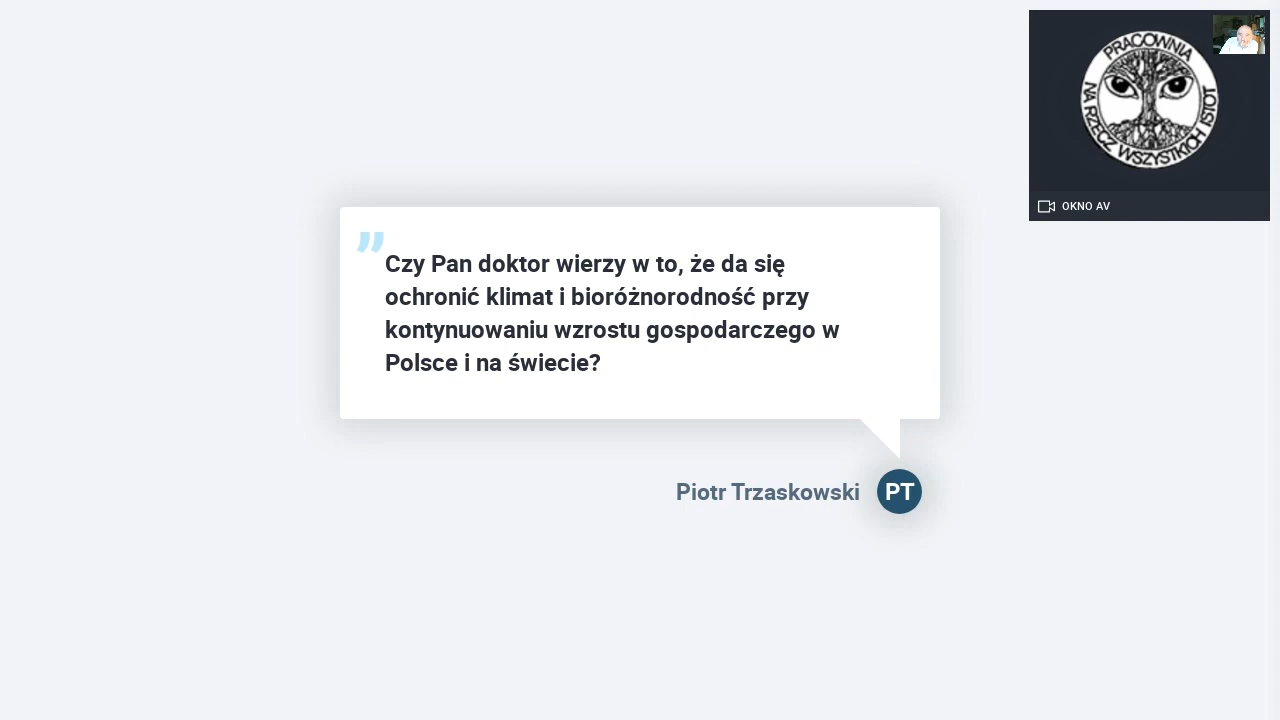 PRACOWNIA
NA RZECZ WSZYSTKICH ISTOT
OKNO AV
”
Czy Pan doktor wierzy w to, że da się
ochronić klimat i bioróżnorodność przy
kontynuowaniu wzrostu gospodarczego w
Polsce i na świecie?
Piotr Trzaskowski
PT